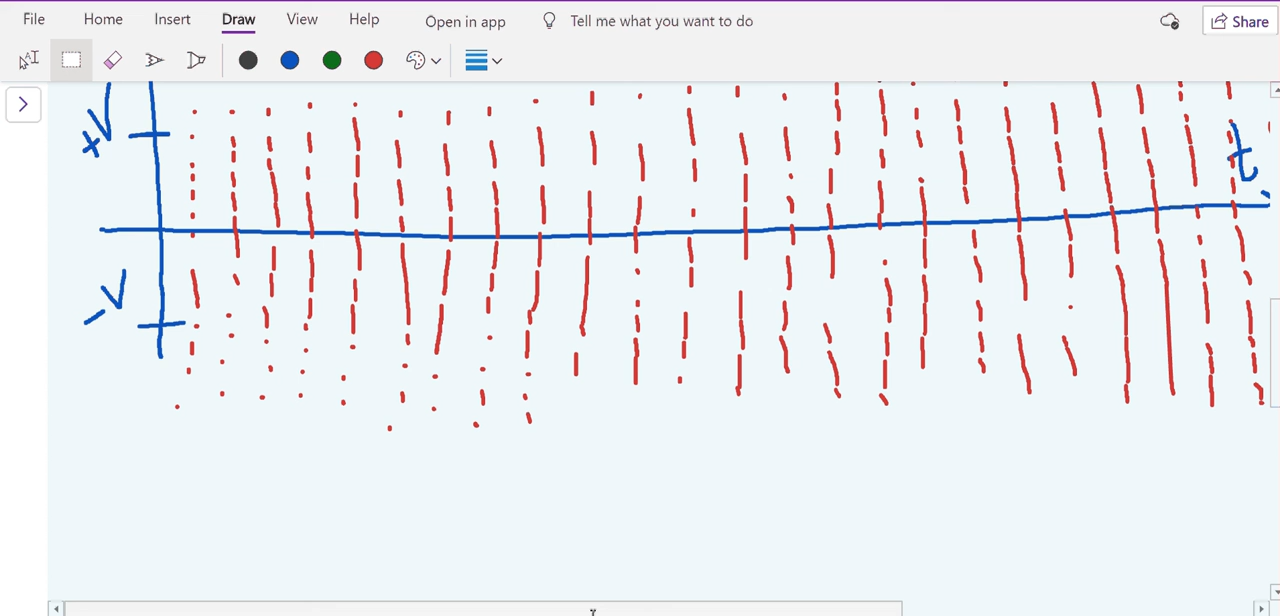 File Home Insert Draw View Help Open in app Tell me what you want to do Share
+V
t
-V